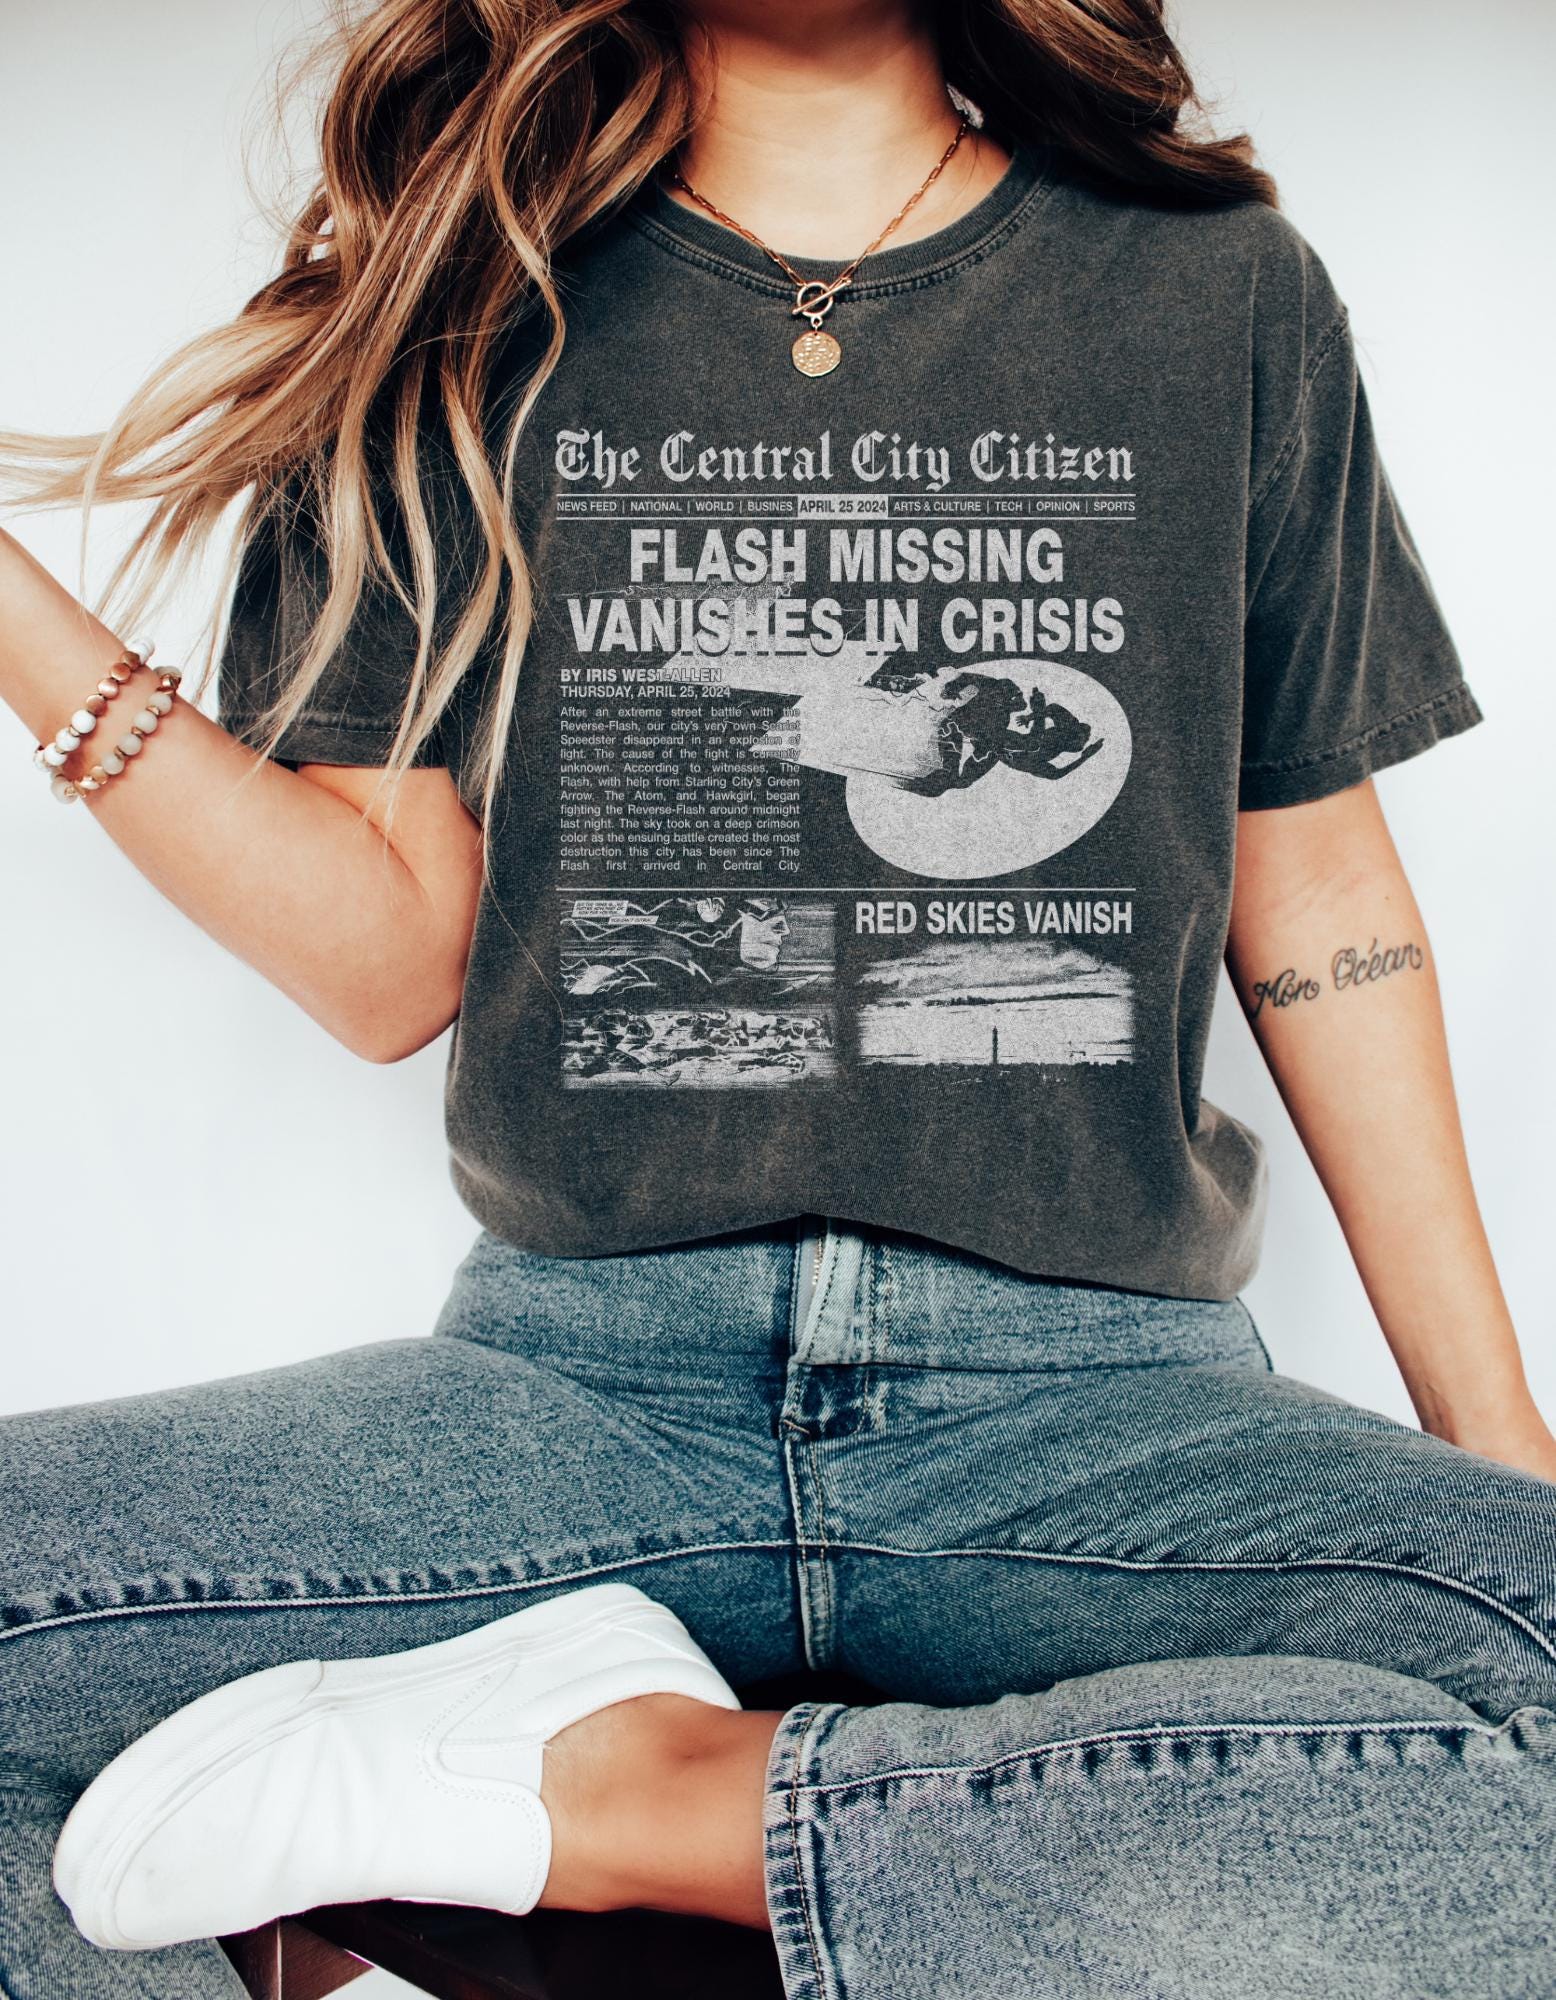 The Central City Citizen
NEWS FEED | NATIONAL | WORLD | BUSINES APRIL 25 2024 ARTS & CULTURE | TECH | OPINION | SPORTS
FLASH MISSING
VANISHES IN CRISIS
BY IRIS WEST-ALLEN
THURSDAY, APRIL 25, 2024
After an extreme street battle with the
Reverse-Flash, our city's very own Scarlet
Speedster disappeard in an explosion of
light. The cause of the fight is currently
unknown. According to witnesses, The
Flash, with help from Starling City's Green
Arrow, The Atom, and Hawkgirl, began
fighting the Reverse-Flash around midnight
last night. The sky took on a deep crimson
color as the ensuing battle created the most
destruction this city has been since The
Flash first arrived in Central City
RED SKIES VANISH
Mon Océan